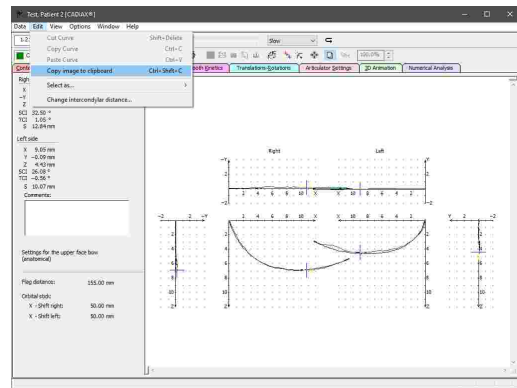 Test, Patient 2 [CADIAX®]
Data Edit View Options Window Help
Cut Curve Shift+Delete
Copy Curve Ctrl+C
Paste Curve Ctrl+V
Copy image to clipboard Ctrl+Shift+C
Select as...
Change intercondylar distance...
Slow
100.0%
Translations-Rotations
Articulator Settings
3D Animation
Numerical Analysis
Righ
X
-Y
Z
SCI 32.50 °
TCI 1.05 °
S 12.84 mm
Left side
X 9.05 mm
Y -0.09 mm
Z 4.43 mm
SCI 26.08 °
TCI -0.56 °
S 10.07 mm
Comments:
Settings for the upper face bow
(anatomical)
Flag distance: 155.00 mm
Orbital stylus:
X - Shift right: 50.00 mm
X - Shift left: 50.00 mm
Right Left